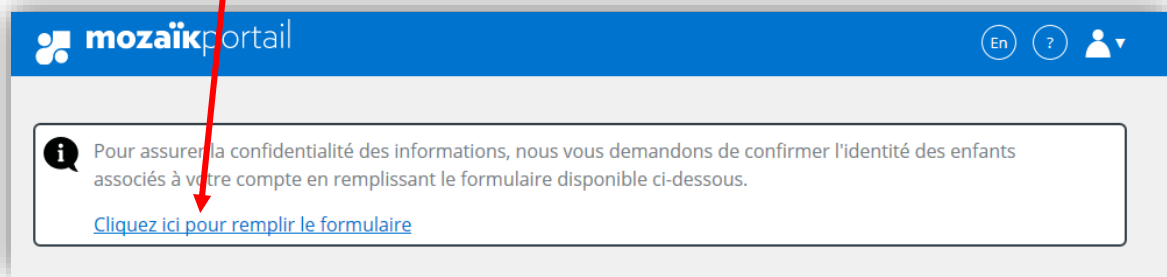 mozaïkportail
En ?
Pour assurer la confidentialité des informations, nous vous demandons de confirmer l'identité des enfants
associés à votre compte en remplissant le formulaire disponible ci-dessous.
Cliquez ici pour remplir le formulaire